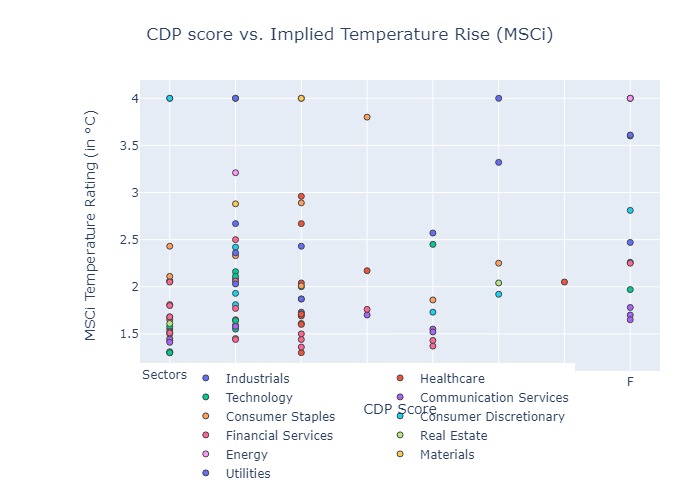 CDP score vs. Implied Temperature Rise (MSCi)
MSCI Temperature Rating (in °C)
4
3.5
3
2.5
2
1.5
F
CDP Score
Sectors
Industrials
Healthcare
Technology
Communication Services
Consumer Staples
Consumer Discretionary
Financial Services
Real Estate
Energy
Materials
Utilities